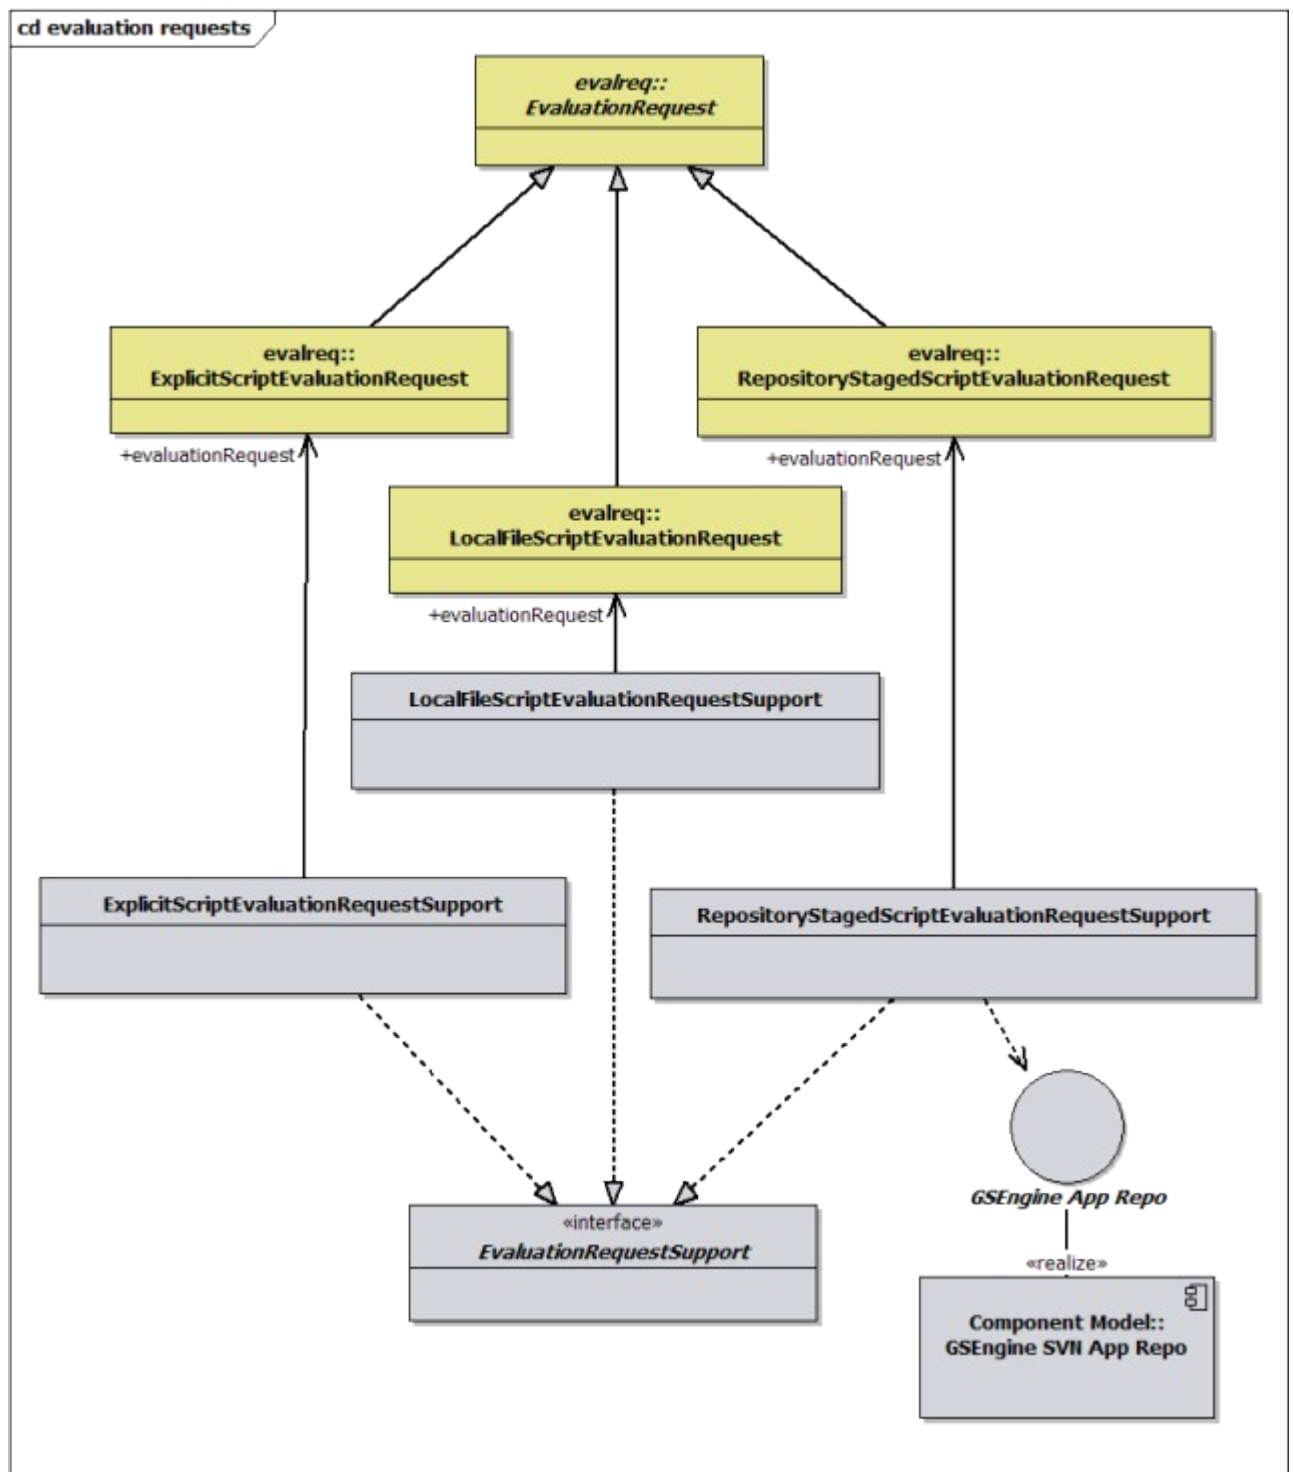 cd evaluation requests
evalreq::
EvaluationRequest
evalreq::
ExplicitScriptEvaluationRequest
evalreq::
RepositoryStagedScriptEvaluationRequest
+evaluationRequest
+evaluationRequest
evalreq::
LocalFileScriptEvaluationRequest
+evaluationRequest
LocalFileScriptEvaluationRequestSupport
ExplicitScriptEvaluationRequestSupport
RepositoryStagedScriptEvaluationRequestSupport
GSEngine App Repo
«interface»
EvaluationRequestSupport
«realize»
Component Model::
GSEngine SVN App Repo